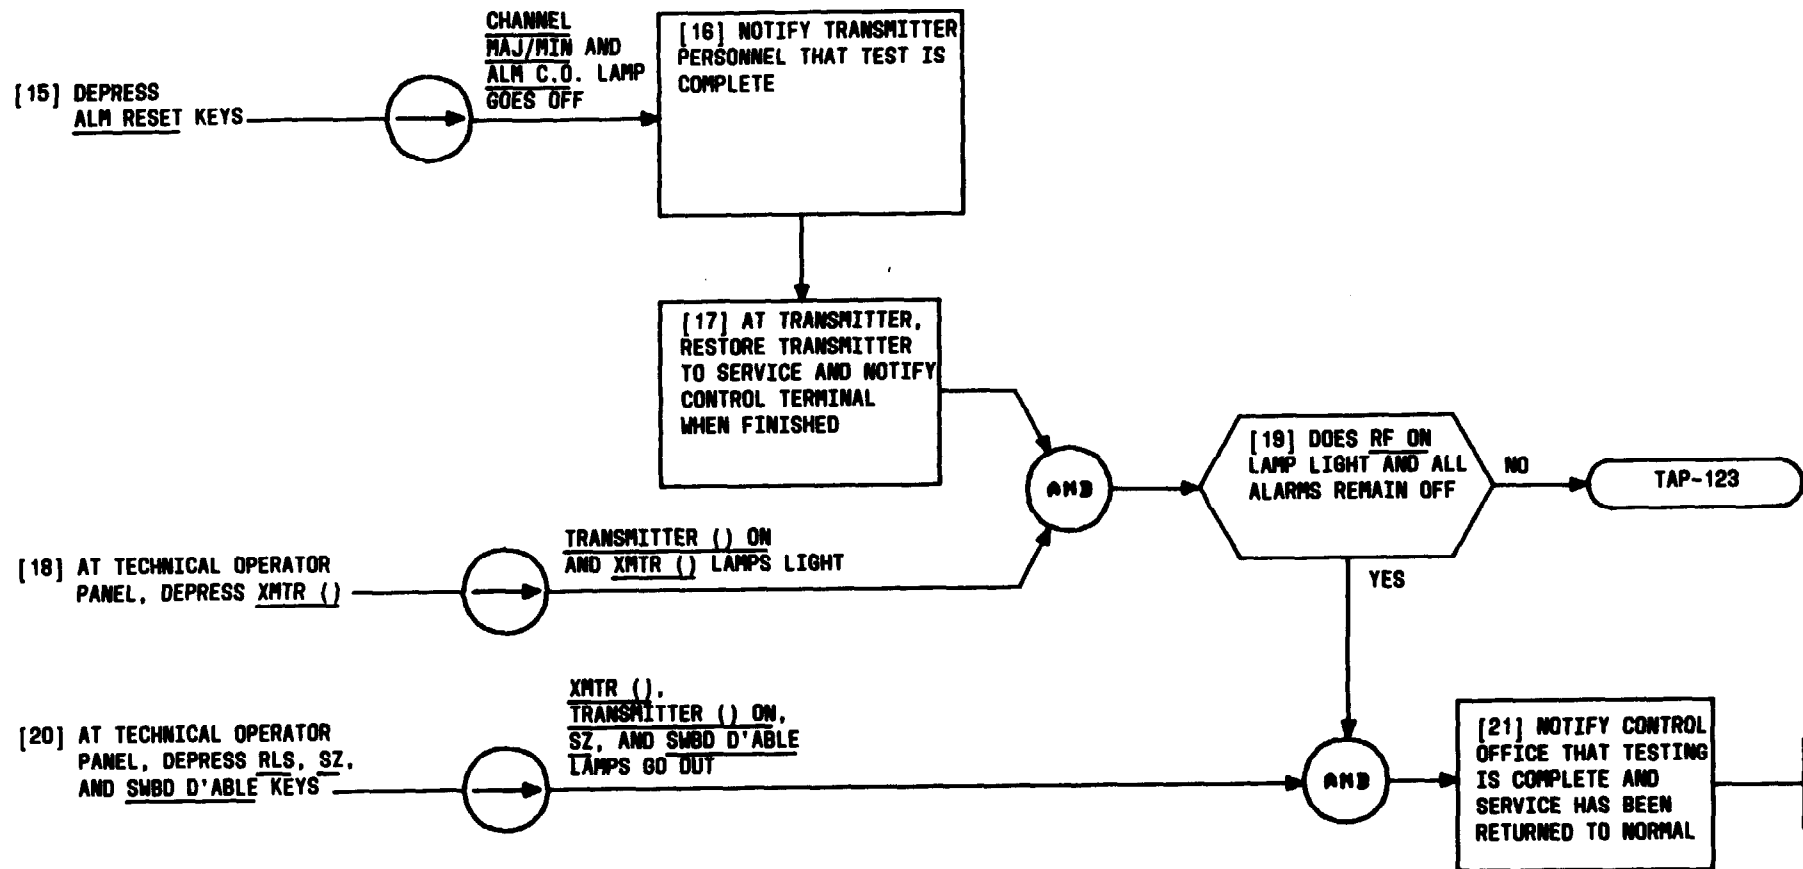 [15] DEPRESS
ALM RESET KEYS
CHANNEL
MAJ/MIN AND
ALM C.O. LAMP
GOES OFF
[16] NOTIFY TRANSMITTER
PERSONNEL THAT TEST IS
COMPLETE
[17] AT TRANSMITTER,
RESTORE TRANSMITTER
TO SERVICE AND NOTIFY
CONTROL TERMINAL
WHEN FINISHED
[18] AT TECHNICAL OPERATOR
PANEL, DEPRESS XMTR ()
TRANSMITTER () ON
AND XMTR () LAMPS LIGHT
AND
[19] DOES RF ON
LAMP LIGHT AND ALL
ALARMS REMAIN OFF
NO
TAP-123
YES
[20] AT TECHNICAL OPERATOR
PANEL, DEPRESS RLS, SZ,
AND SWBD D'ABLE KEYS
XMTR (),
TRANSMITTER () ON,
SZ, AND SWBD D'ABLE
LAMPS GO OUT
AND
[21] NOTIFY CONTROL
OFFICE THAT TESTING
IS COMPLETE AND
SERVICE HAS BEEN
RETURNED TO NORMAL